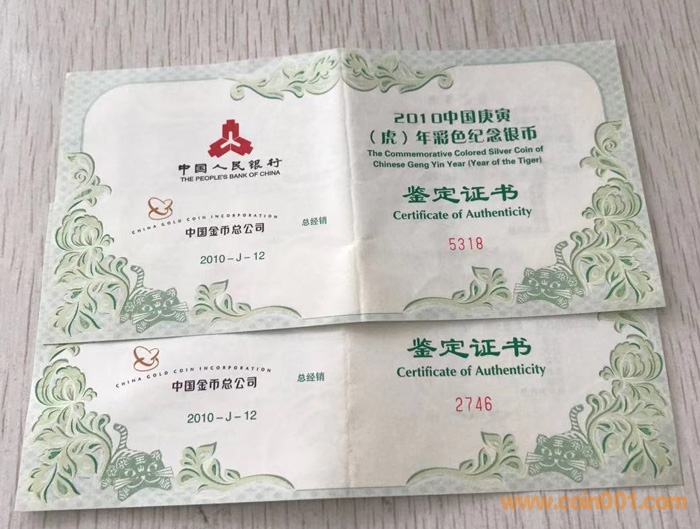 中国人民银行
THE PEOPLE'S BANK OF CHINA
CHINA GOLD COIN INCORPORATION
中国金币总公司
总经销
2010-J-12
2010中国庚寅
（虎）年彩色纪念银币
The Commemorative Colored Silver Coin of
Chinese Geng Yin Year (Year of the Tiger)
鉴定证书
Certificate of Authenticity
5318
CHINA GOLD COIN INCORPORATION
中国金币总公司
总经销
2010-J-12
鉴定证书
Certificate of Authenticity
2746
www.coin001.com